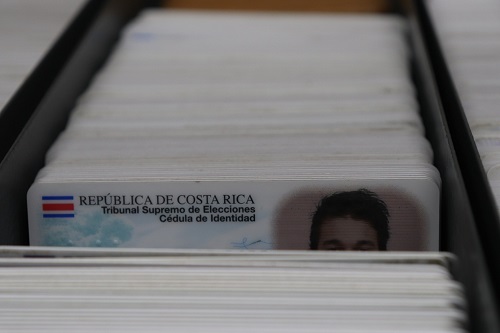 REPÚBLICA DE COSTA RICA
Tribunal Supremo de Elecciones
Cédula de Identidad